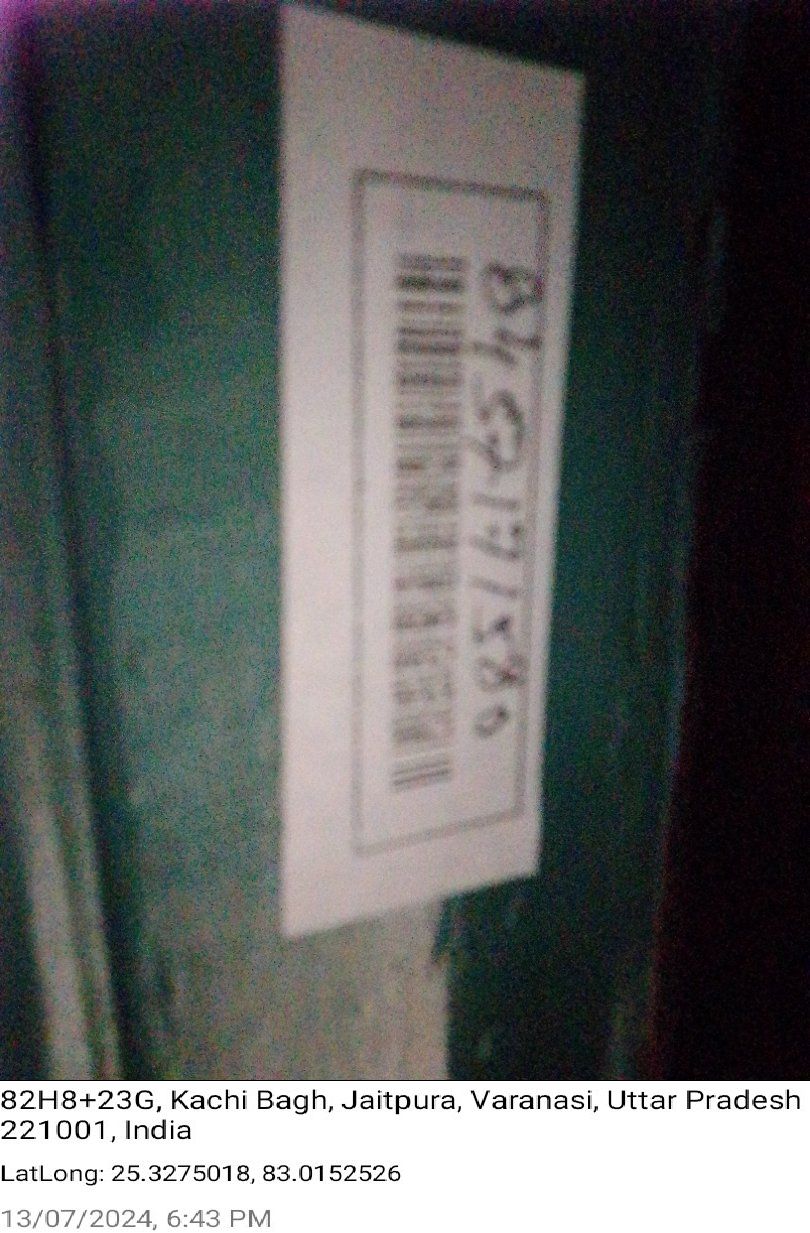 82H8+23G, Kachi Bagh, Jaitpura, Varanasi, Uttar Pradesh
221001, India
LatLong: 25.3275018, 83.0152526
13/07/2024, 6:43 PM